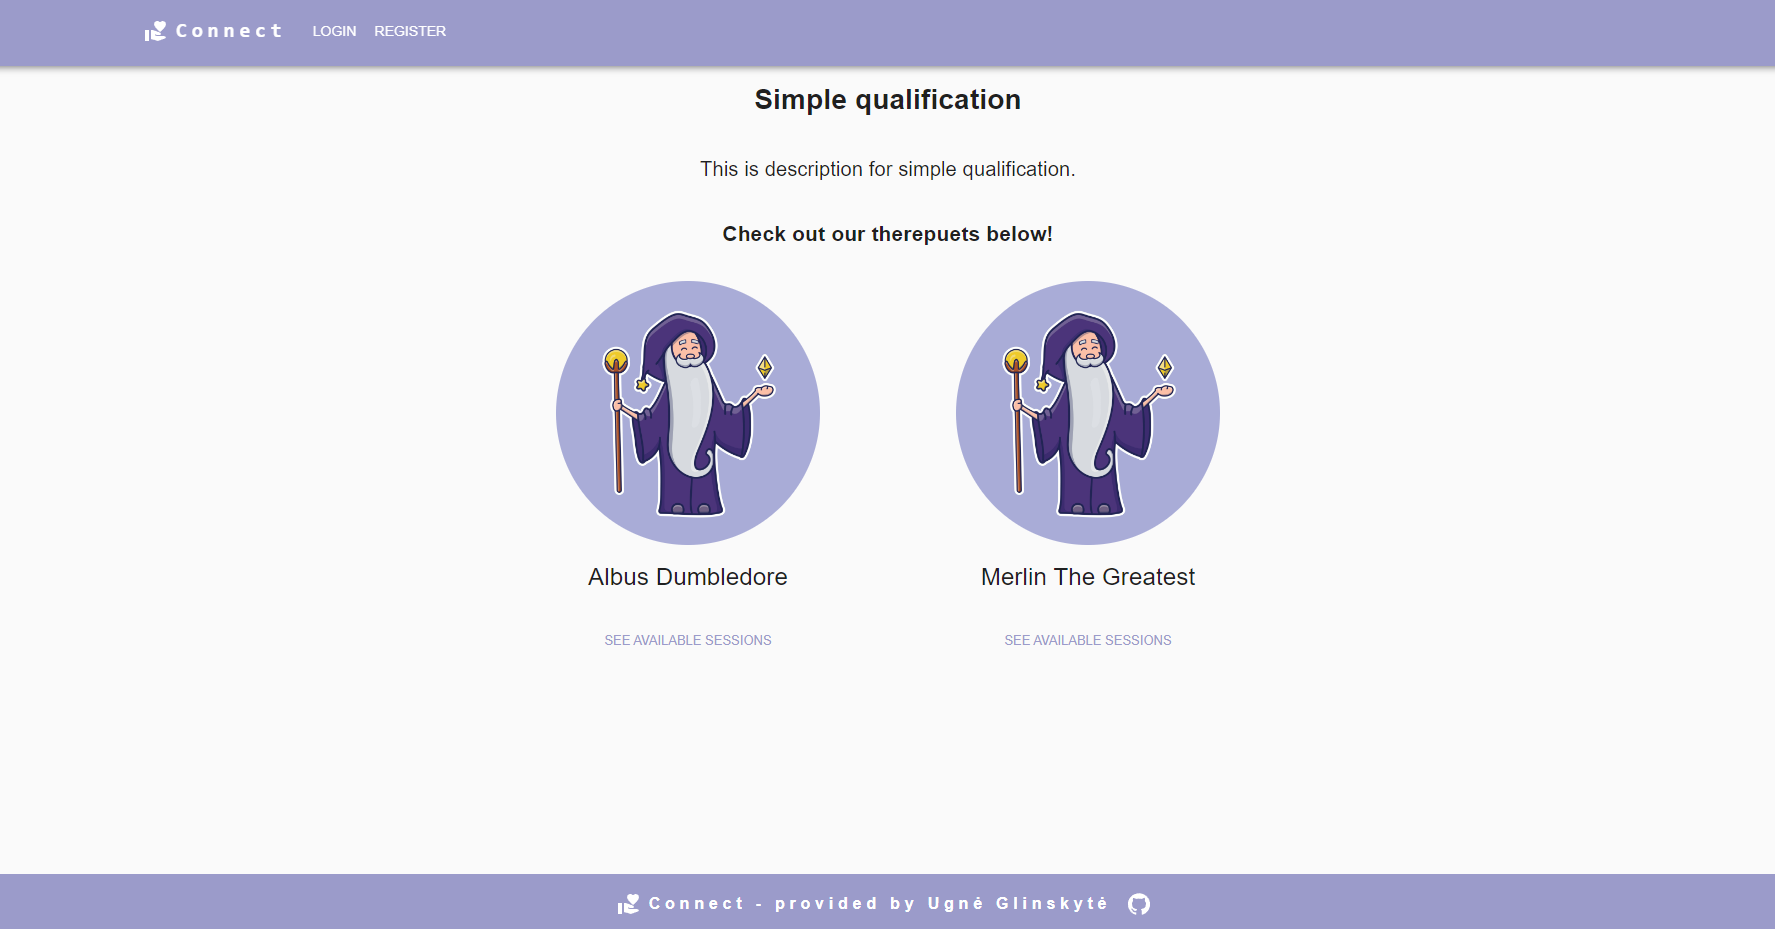 Connect LOGIN REGISTER
Simple qualification
This is description for simple qualification.
Check out our therepuets below!
Albus Dumbledore
Merlin The Greatest
SEE AVAILABLE SESSIONS
SEE AVAILABLE SESSIONS
Connect - provided by Ugnė Glinskytė